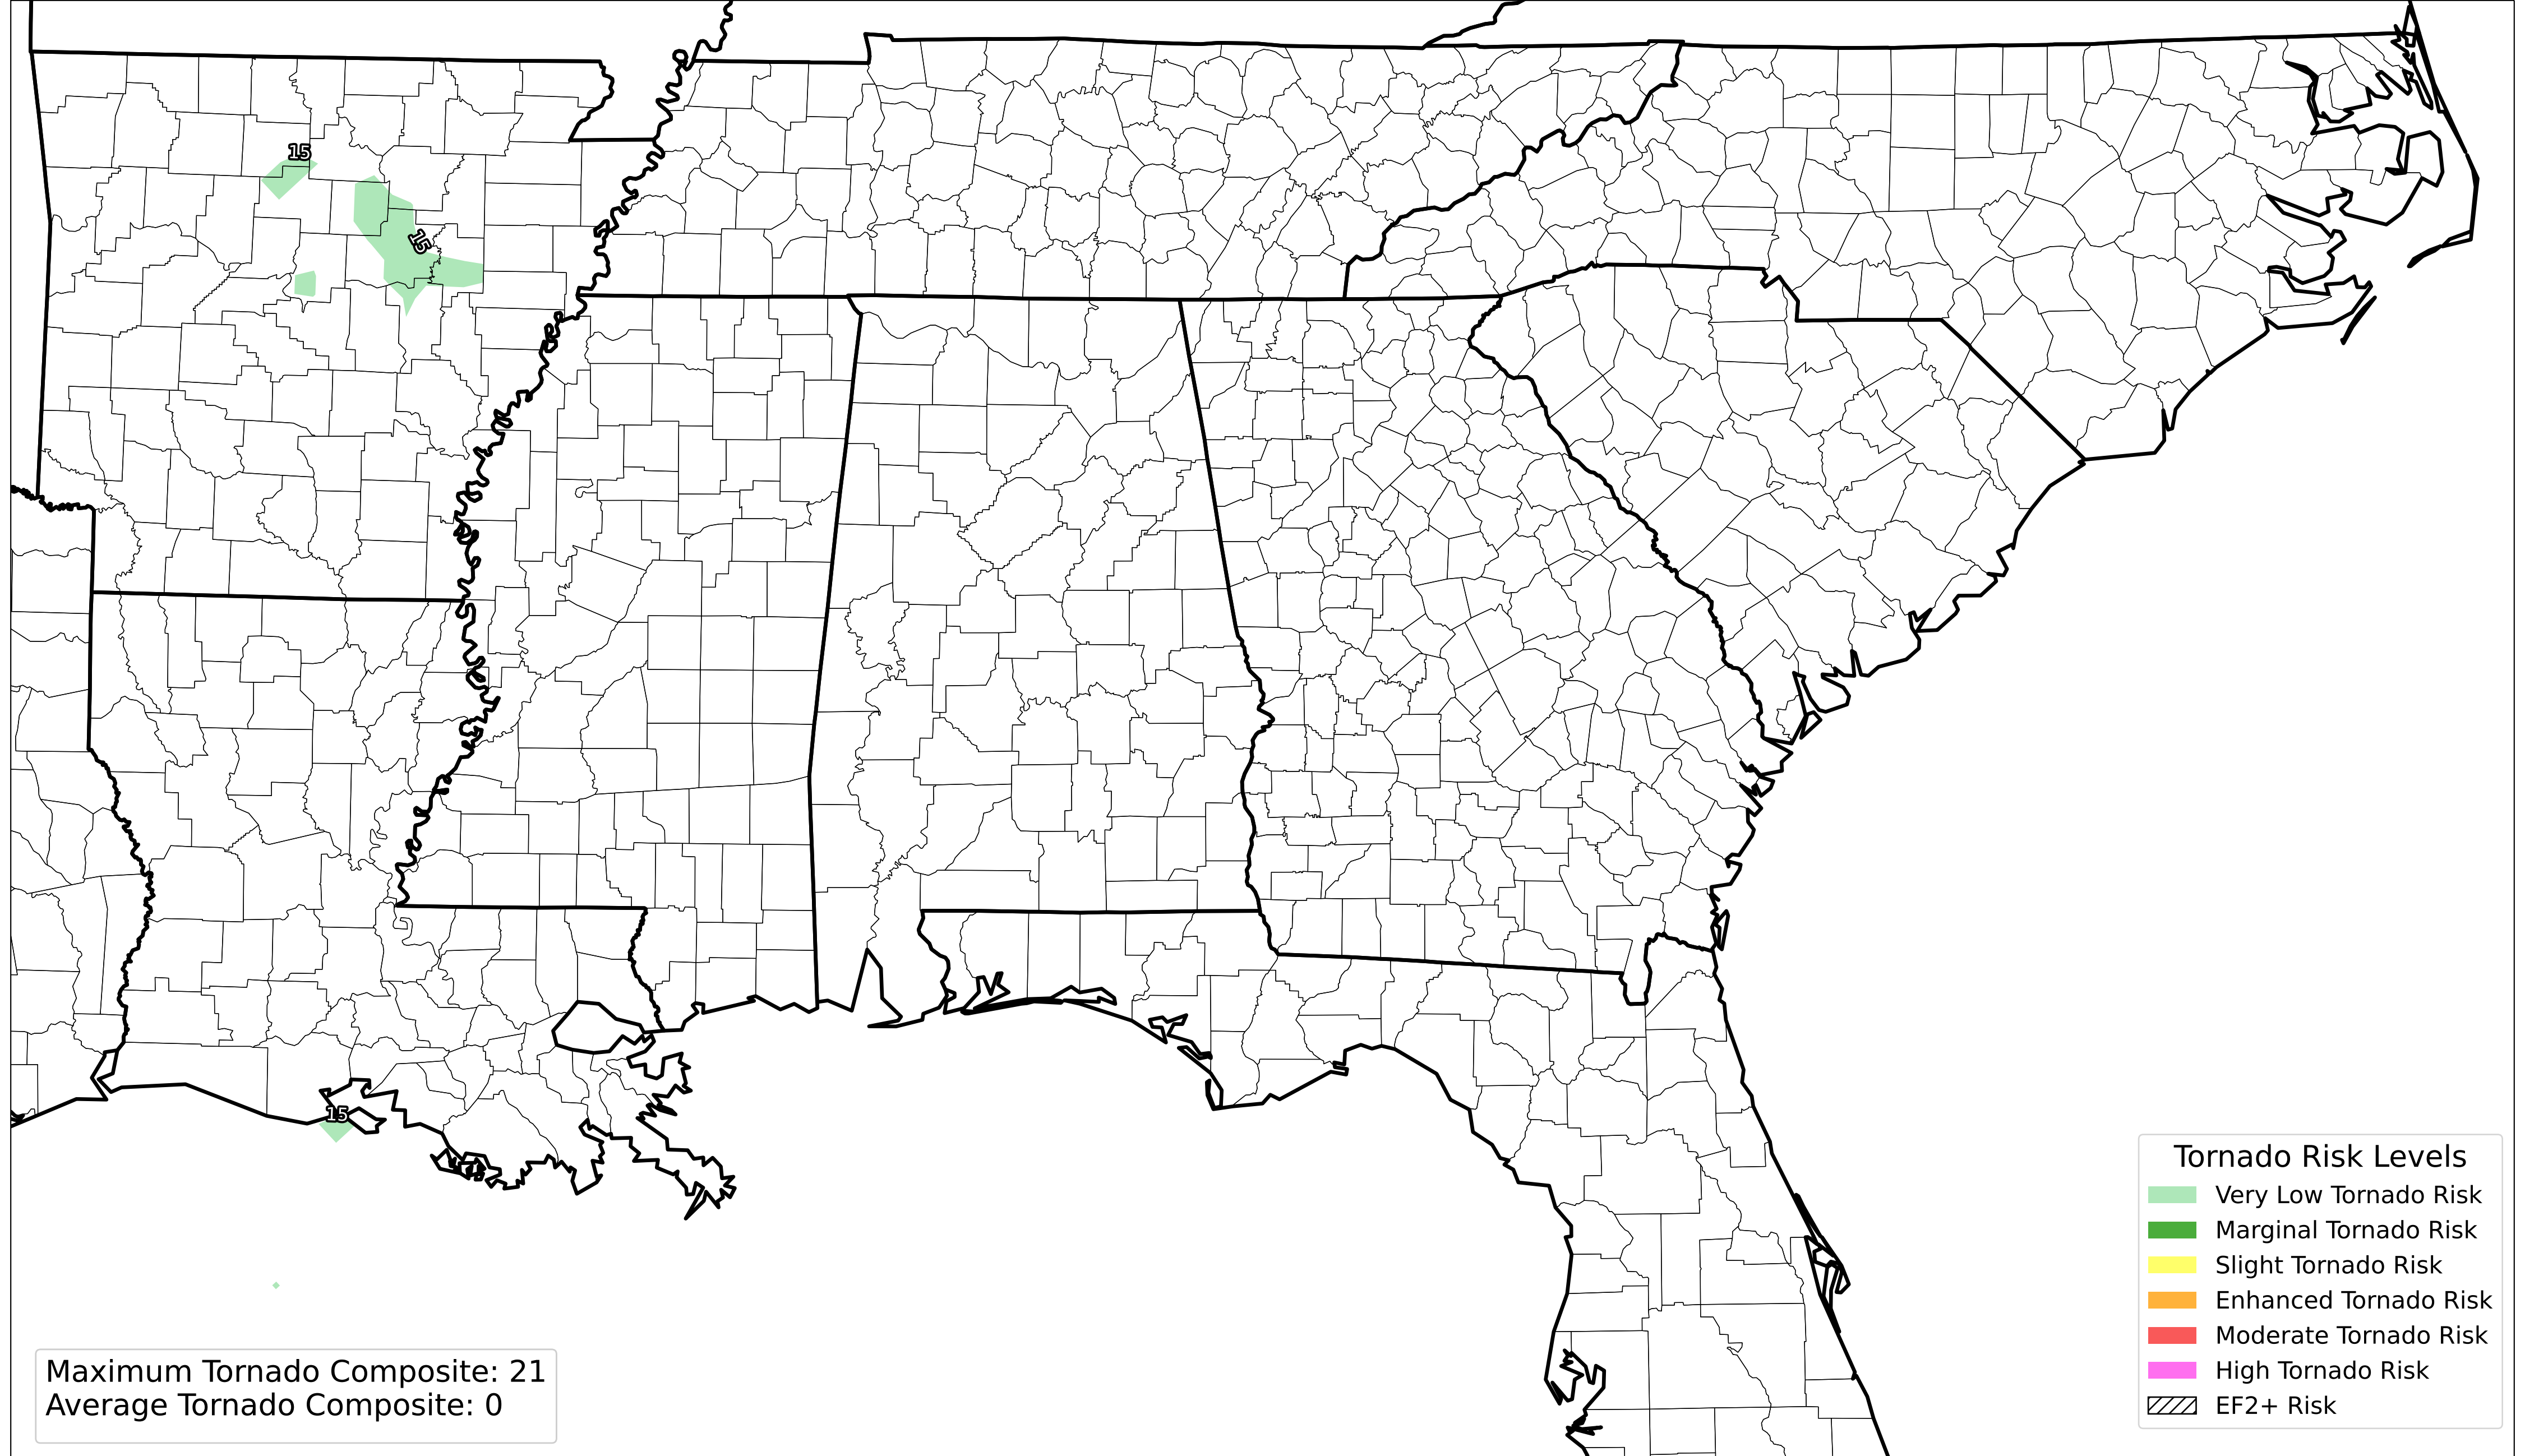 15
15
15
Tornado Risk Levels
Very Low Tornado Risk
Marginal Tornado Risk
Slight Tornado Risk
Enhanced Tornado Risk
Moderate Tornado Risk
High Tornado Risk
EF2+ Risk
Maximum Tornado Composite: 21
Average Tornado Composite: 0